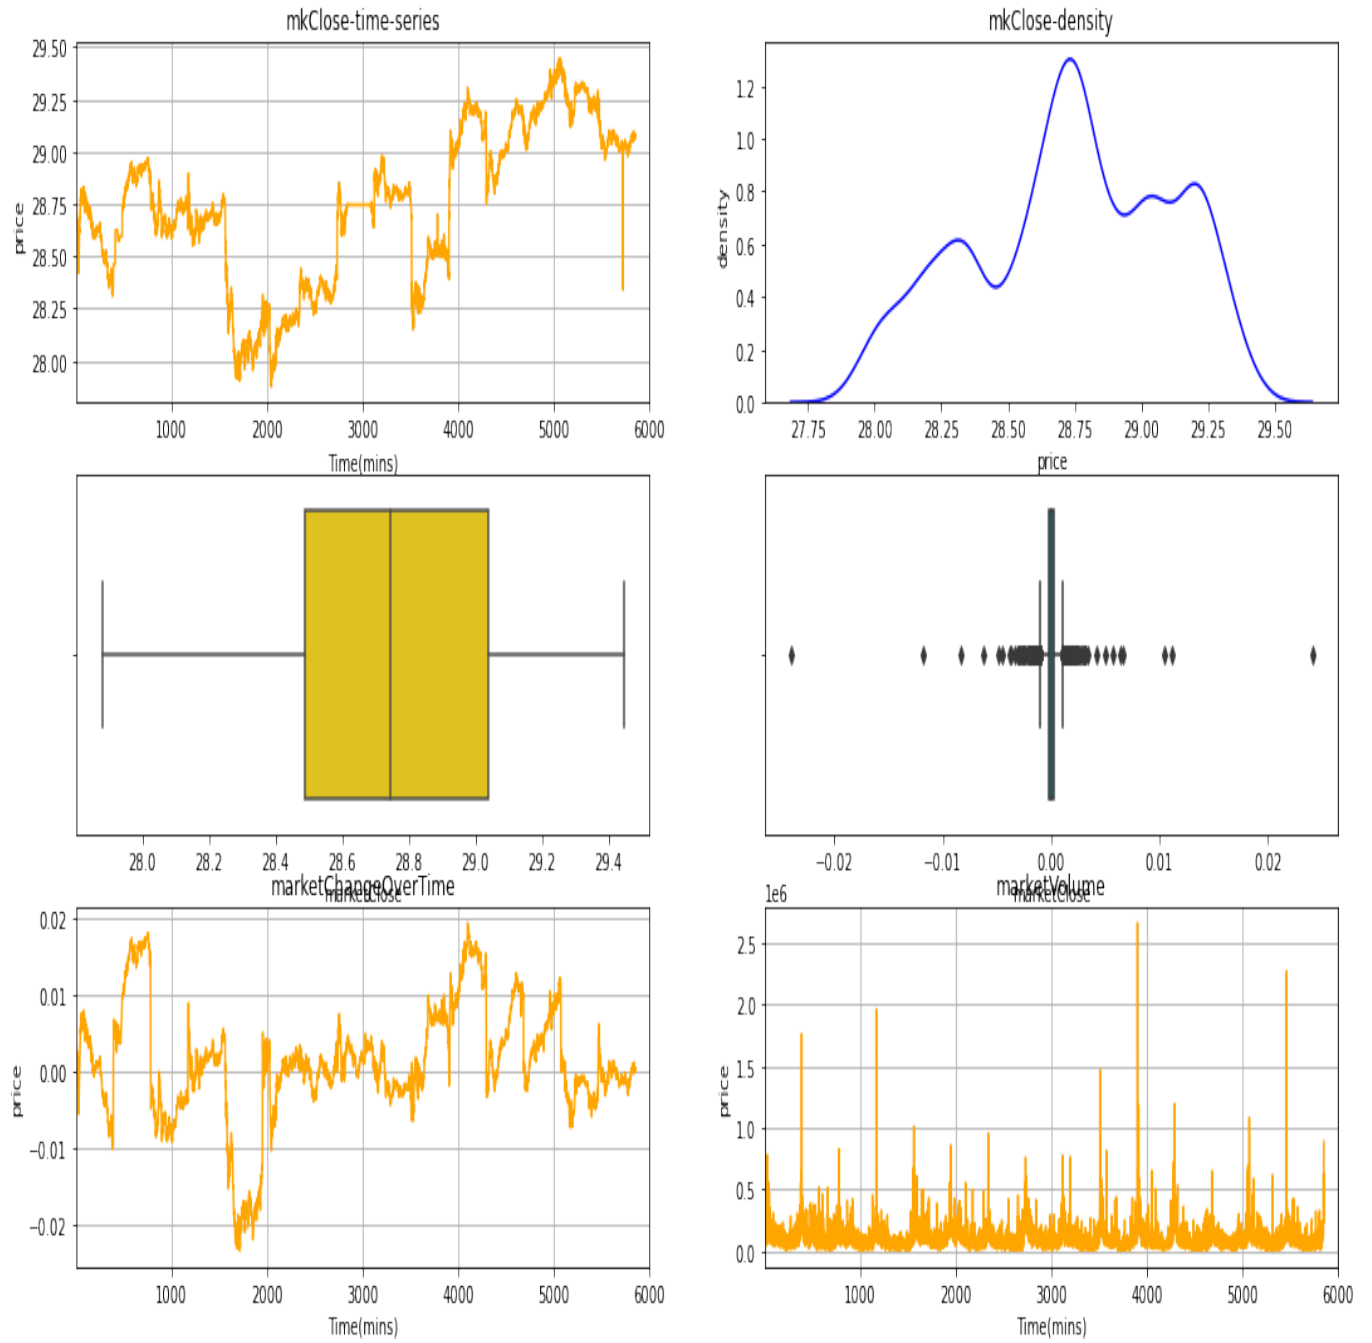 mkClose-time-series
mkClose-density
29.50
29.25
29.00
28.75
28.50
28.25
28.00
price
1000 2000 3000 4000 5000 6000
Time(mins)
1.2
1.0
0.8
0.6
0.4
0.2
0.0
density
27.75 28.00 28.25 28.50 28.75 29.00 29.25 29.50
price
28.0 28.2 28.4 28.6 28.8 29.0 29.2 29.4
marketClose
−0.02 −0.01 0.00 0.01 0.02
marketClose
marketChangeOverTime
0.02
0.01
0.00
−0.01
−0.02
price
1000 2000 3000 4000 5000 6000
Time(mins)
marketVolume
1e6
2.5
2.0
1.5
1.0
0.5
0.0
price
1000 2000 3000 4000 5000 6000
Time(mins)